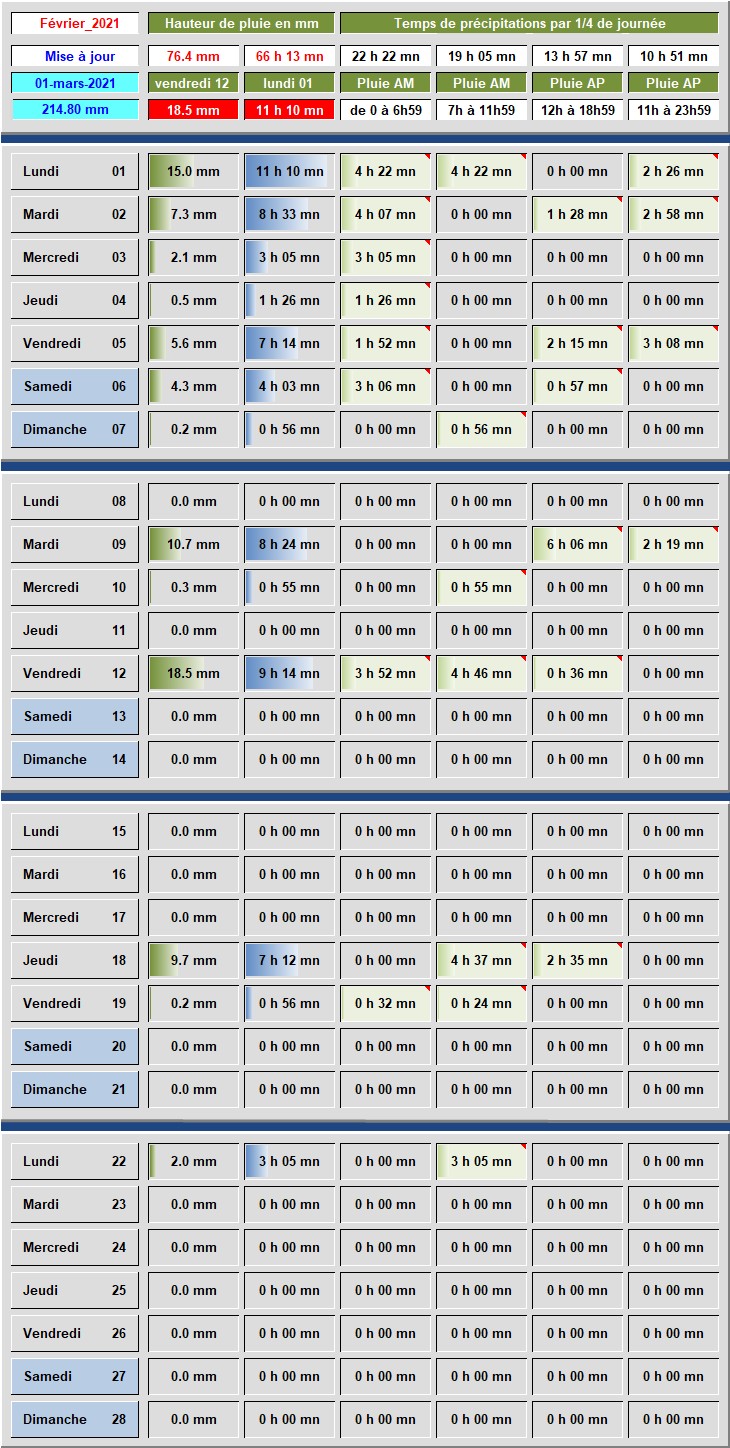 Février_2021 Hauteur de pluie en mm Temps de précipitations par 1/4 de journée
Mise à jour 76.4 mm 66 h 13 mn 22 h 22 mn 19 h 05 mn 13 h 57 mn 10 h 51 mn
01-mars-2021 vendredi 12 lundi 01 Pluie AM Pluie AM Pluie AP Pluie AP
214.80 mm 18.5 mm 11 h 10 mn de 0 à 6h59 7h à 11h59 12h à 18h59 11h à 23h59
Lundi 01 15.0 mm 11 h 10 mn 4 h 22 mn 4 h 22 mn 0 h 00 mn 2 h 26 mn
Mardi 02 7.3 mm 8 h 33 mn 4 h 07 mn 0 h 00 mn 1 h 28 mn 2 h 58 mn
Mercredi 03 2.1 mm 3 h 05 mn 3 h 05 mn 0 h 00 mn 0 h 00 mn 0 h 00 mn
Jeudi 04 0.5 mm 1 h 26 mn 1 h 26 mn 0 h 00 mn 0 h 00 mn 0 h 00 mn
Vendredi 05 5.6 mm 7 h 14 mn 1 h 52 mn 0 h 00 mn 2 h 15 mn 3 h 08 mn
Samedi 06 4.3 mm 4 h 03 mn 3 h 06 mn 0 h 00 mn 0 h 57 mn 0 h 00 mn
Dimanche 07 0.2 mm 0 h 56 mn 0 h 00 mn 0 h 56 mn 0 h 00 mn 0 h 00 mn
Lundi 08 0.0 mm 0 h 00 mn 0 h 00 mn 0 h 00 mn 0 h 00 mn 0 h 00 mn
Mardi 09 10.7 mm 8 h 24 mn 0 h 00 mn 0 h 00 mn 6 h 06 mn 2 h 19 mn
Mercredi 10 0.3 mm 0 h 55 mn 0 h 00 mn 0 h 55 mn 0 h 00 mn 0 h 00 mn
Jeudi 11 0.0 mm 0 h 00 mn 0 h 00 mn 0 h 00 mn 0 h 00 mn 0 h 00 mn
Vendredi 12 18.5 mm 9 h 14 mn 3 h 52 mn 4 h 46 mn 0 h 36 mn 0 h 00 mn
Samedi 13 0.0 mm 0 h 00 mn 0 h 00 mn 0 h 00 mn 0 h 00 mn 0 h 00 mn
Dimanche 14 0.0 mm 0 h 00 mn 0 h 00 mn 0 h 00 mn 0 h 00 mn 0 h 00 mn
Lundi 15 0.0 mm 0 h 00 mn 0 h 00 mn 0 h 00 mn 0 h 00 mn 0 h 00 mn
Mardi 16 0.0 mm 0 h 00 mn 0 h 00 mn 0 h 00 mn 0 h 00 mn 0 h 00 mn
Mercredi 17 0.0 mm 0 h 00 mn 0 h 00 mn 0 h 00 mn 0 h 00 mn 0 h 00 mn
Jeudi 18 9.7 mm 7 h 12 mn 0 h 00 mn 4 h 37 mn 2 h 35 mn 0 h 00 mn
Vendredi 19 0.2 mm 0 h 56 mn 0 h 32 mn 0 h 24 mn 0 h 00 mn 0 h 00 mn
Samedi 20 0.0 mm 0 h 00 mn 0 h 00 mn 0 h 00 mn 0 h 00 mn 0 h 00 mn
Dimanche 21 0.0 mm 0 h 00 mn 0 h 00 mn 0 h 00 mn 0 h 00 mn 0 h 00 mn
Lundi 22 2.0 mm 3 h 05 mn 0 h 00 mn 3 h 05 mn 0 h 00 mn 0 h 00 mn
Mardi 23 0.0 mm 0 h 00 mn 0 h 00 mn 0 h 00 mn 0 h 00 mn 0 h 00 mn
Mercredi 24 0.0 mm 0 h 00 mn 0 h 00 mn 0 h 00 mn 0 h 00 mn 0 h 00 mn
Jeudi 25 0.0 mm 0 h 00 mn 0 h 00 mn 0 h 00 mn 0 h 00 mn 0 h 00 mn
Vendredi 26 0.0 mm 0 h 00 mn 0 h 00 mn 0 h 00 mn 0 h 00 mn 0 h 00 mn
Samedi 27 0.0 mm 0 h 00 mn 0 h 00 mn 0 h 00 mn 0 h 00 mn 0 h 00 mn
Dimanche 28 0.0 mm 0 h 00 mn 0 h 00 mn 0 h 00 mn 0 h 00 mn 0 h 00 mn